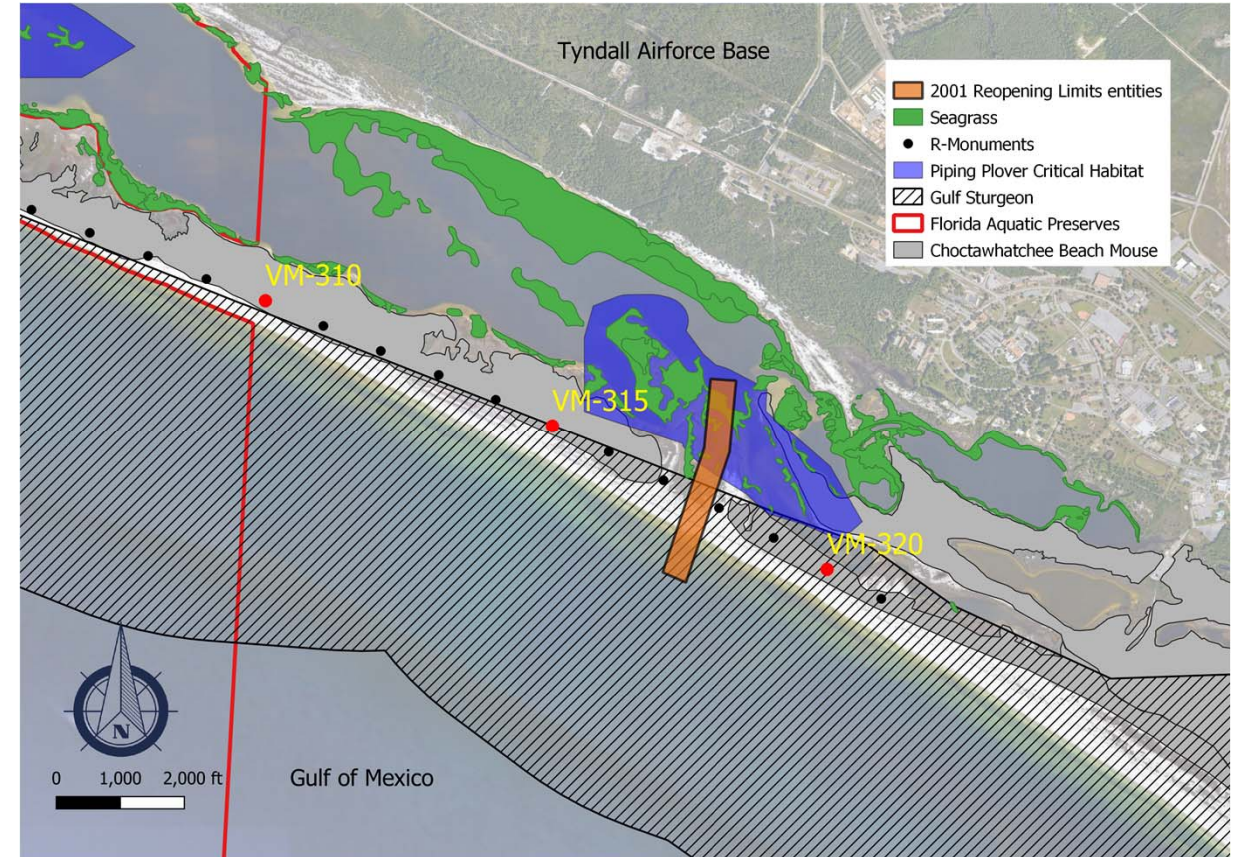 Tyndall Airforce Base
2001 Reopening Limits entities
Seagrass
R-Monuments
Piping Plover Critical Habitat
Gulf Sturgeon
Florida Aquatic Preserves
Choctawhatchee Beach Mouse
VM-310
VM-315
VM-320
N
0 1,000 2,000 ft
Gulf of Mexico